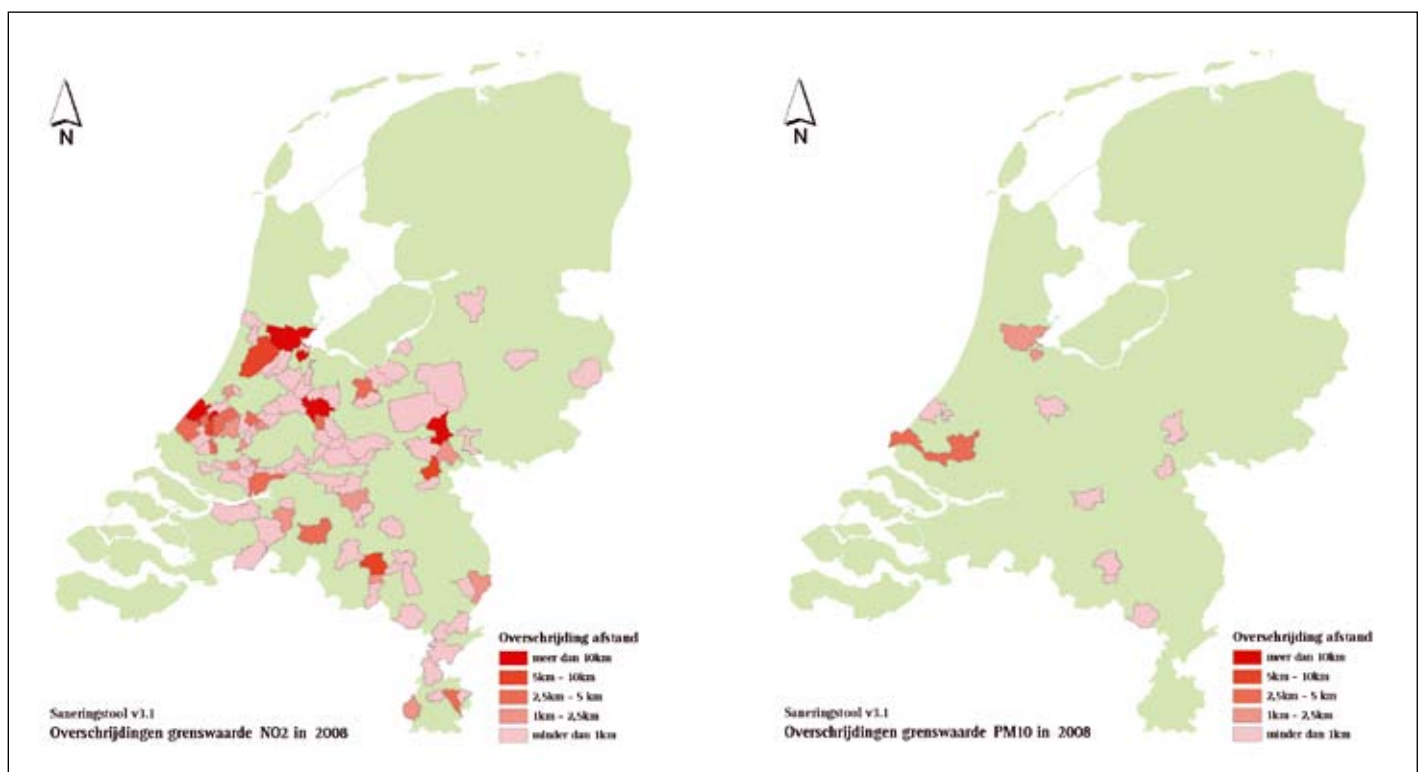 N
Overschrijding afstand
meer dan 10km
5km - 10km
2,5km - 5 km
1km - 2,5km
minder dan 1km
Saneringstool v3.1
Overschrijdingen grenswaarde NO2 in 2008
N
Overschrijding afstand
meer dan 10km
5km - 10km
2,5km - 5 km
1km - 2,5km
minder dan 1km
Saneringstool v3.1
Overschrijdingen grenswaarde PM10 in 2008